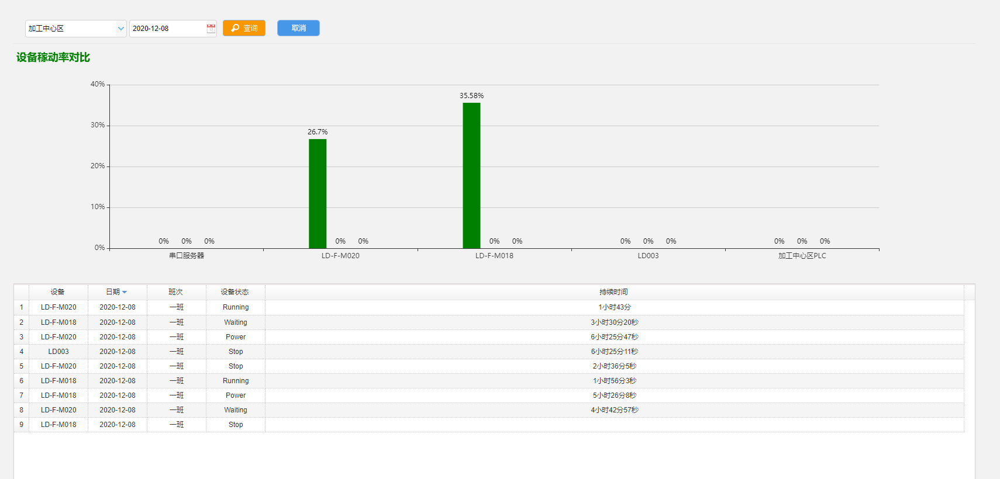 加工中心区 2020-12-08 查询 取消
设备稼动率对比
40%
35.58%
30%
26.7%
20%
10%
0% 0% 0% 0% 0% 0% 0% 0% 0% 0% 0% 0% 0%
0%
串口服务器 LD-F-M020 LD-F-M018 LD003 加工中心区PLC
设备 日期 班次 设备状态 持续时间
1 LD-F-M020 2020-12-08 一班 Running 1小时43分
2 LD-F-M018 2020-12-08 一班 Waiting 3小时30分20秒
3 LD-F-M020 2020-12-08 一班 Power 6小时25分47秒
4 LD003 2020-12-08 一班 Stop 6小时25分11秒
5 LD-F-M020 2020-12-08 一班 Stop 2小时36分5秒
6 LD-F-M018 2020-12-08 一班 Running 1小时56分3秒
7 LD-F-M018 2020-12-08 一班 Power 5小时26分8秒
8 LD-F-M020 2020-12-08 一班 Waiting 4小时42分57秒
9 LD-F-M018 2020-12-08 一班 Stop